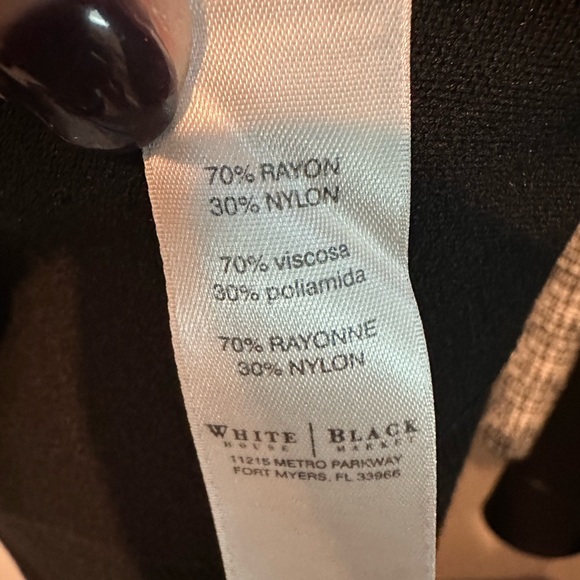 70% RAYON
30% NYLON
70% viscosa
30% poliamida
70% RAYONNE
30% NYLON
WHITE | BLACK
HOUSE | MARKET
11215 METRO PARKWAY
FORT MYERS, FL 33966